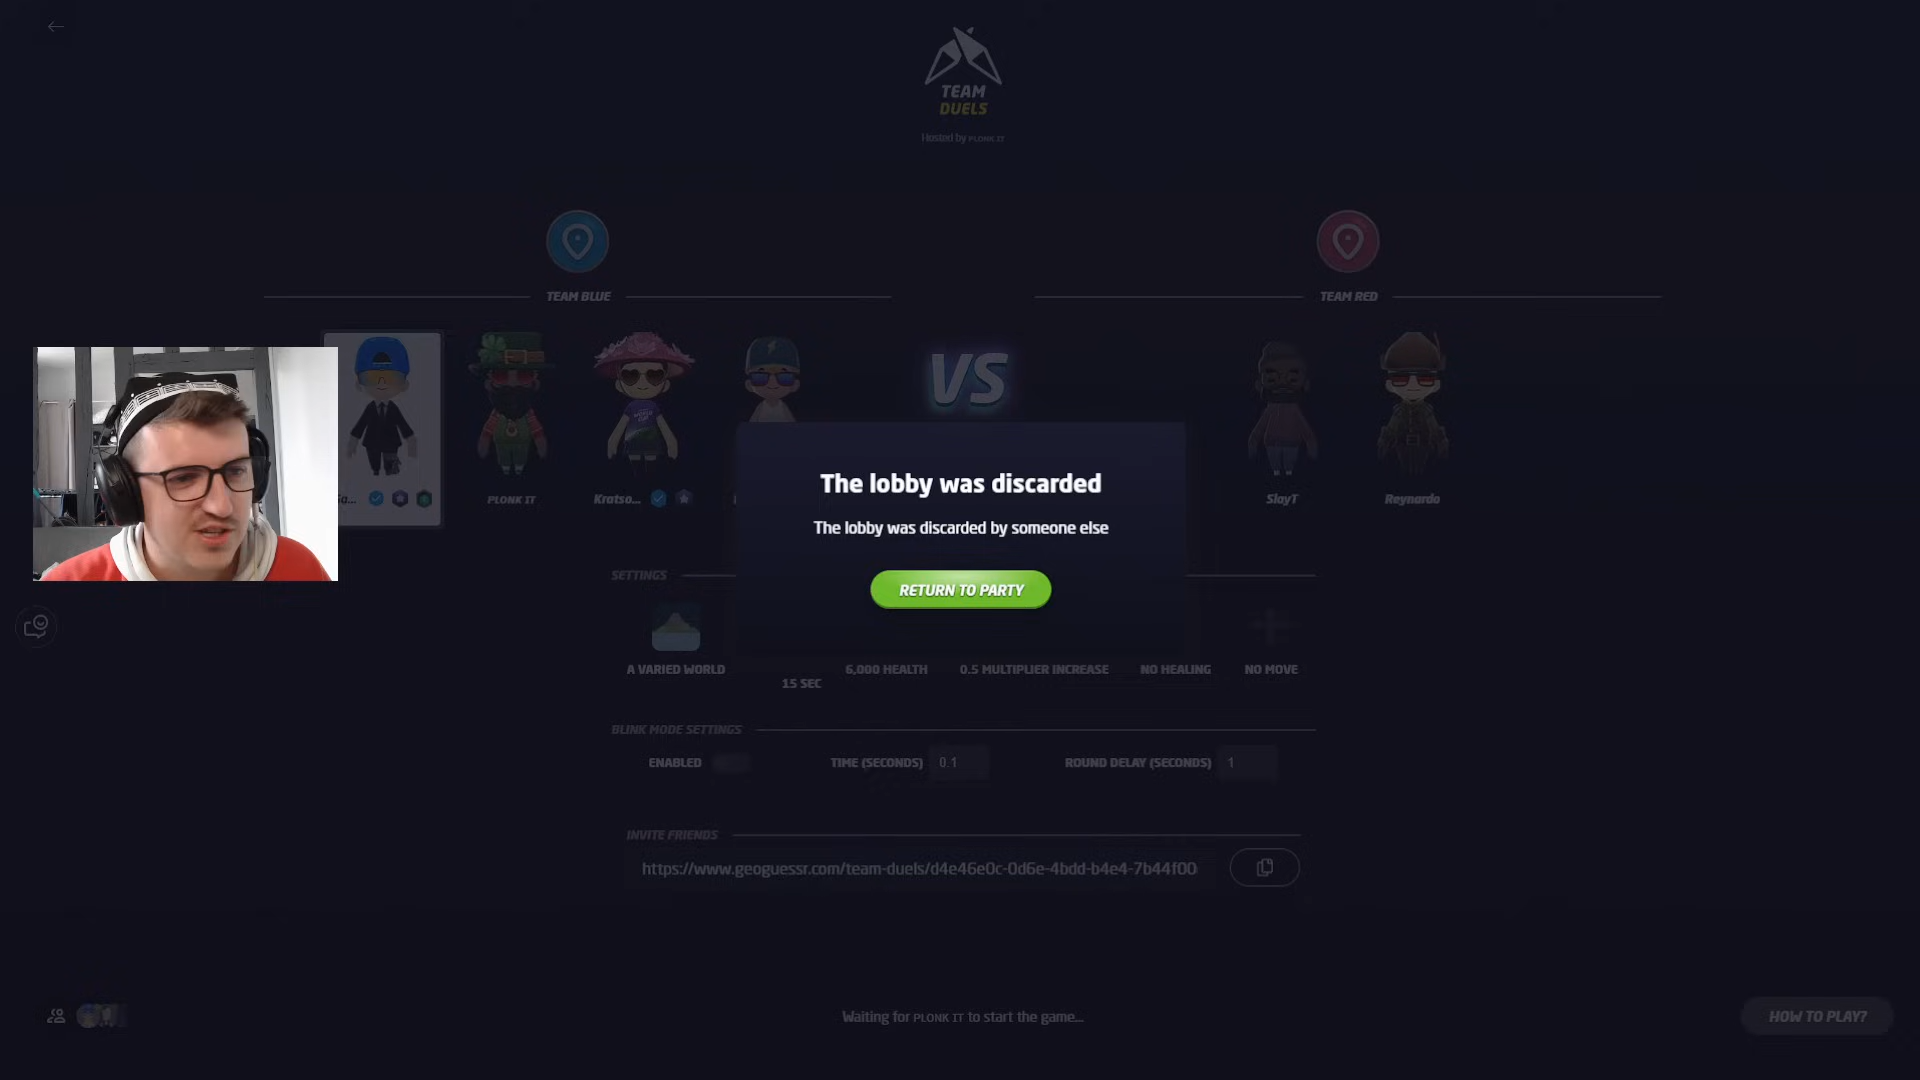 TEAM
DUELS
Hosted by PLONK IT
TEAM BLUE
TEAM RED
VS
PLONK IT
Kratso...
SlayT
Reynardo
The lobby was discarded
The lobby was discarded by someone else
RETURN TO PARTY
SETTINGS
A VARIED WORLD
15 SEC
6,000 HEALTH
0.5 MULTIPLIER INCREASE
NO HEALING
NO MOVE
BLINK MODE SETTINGS
ENABLED
TIME (SECONDS) 0.1
ROUND DELAY (SECONDS) 1
INVITE FRIENDS
https://www.geoguessr.com/team-duels/d4e46e0c-0d6e-4bdd-b4e4-7b44f00
Waiting for PLONK IT to start the game...
HOW TO PLAY?